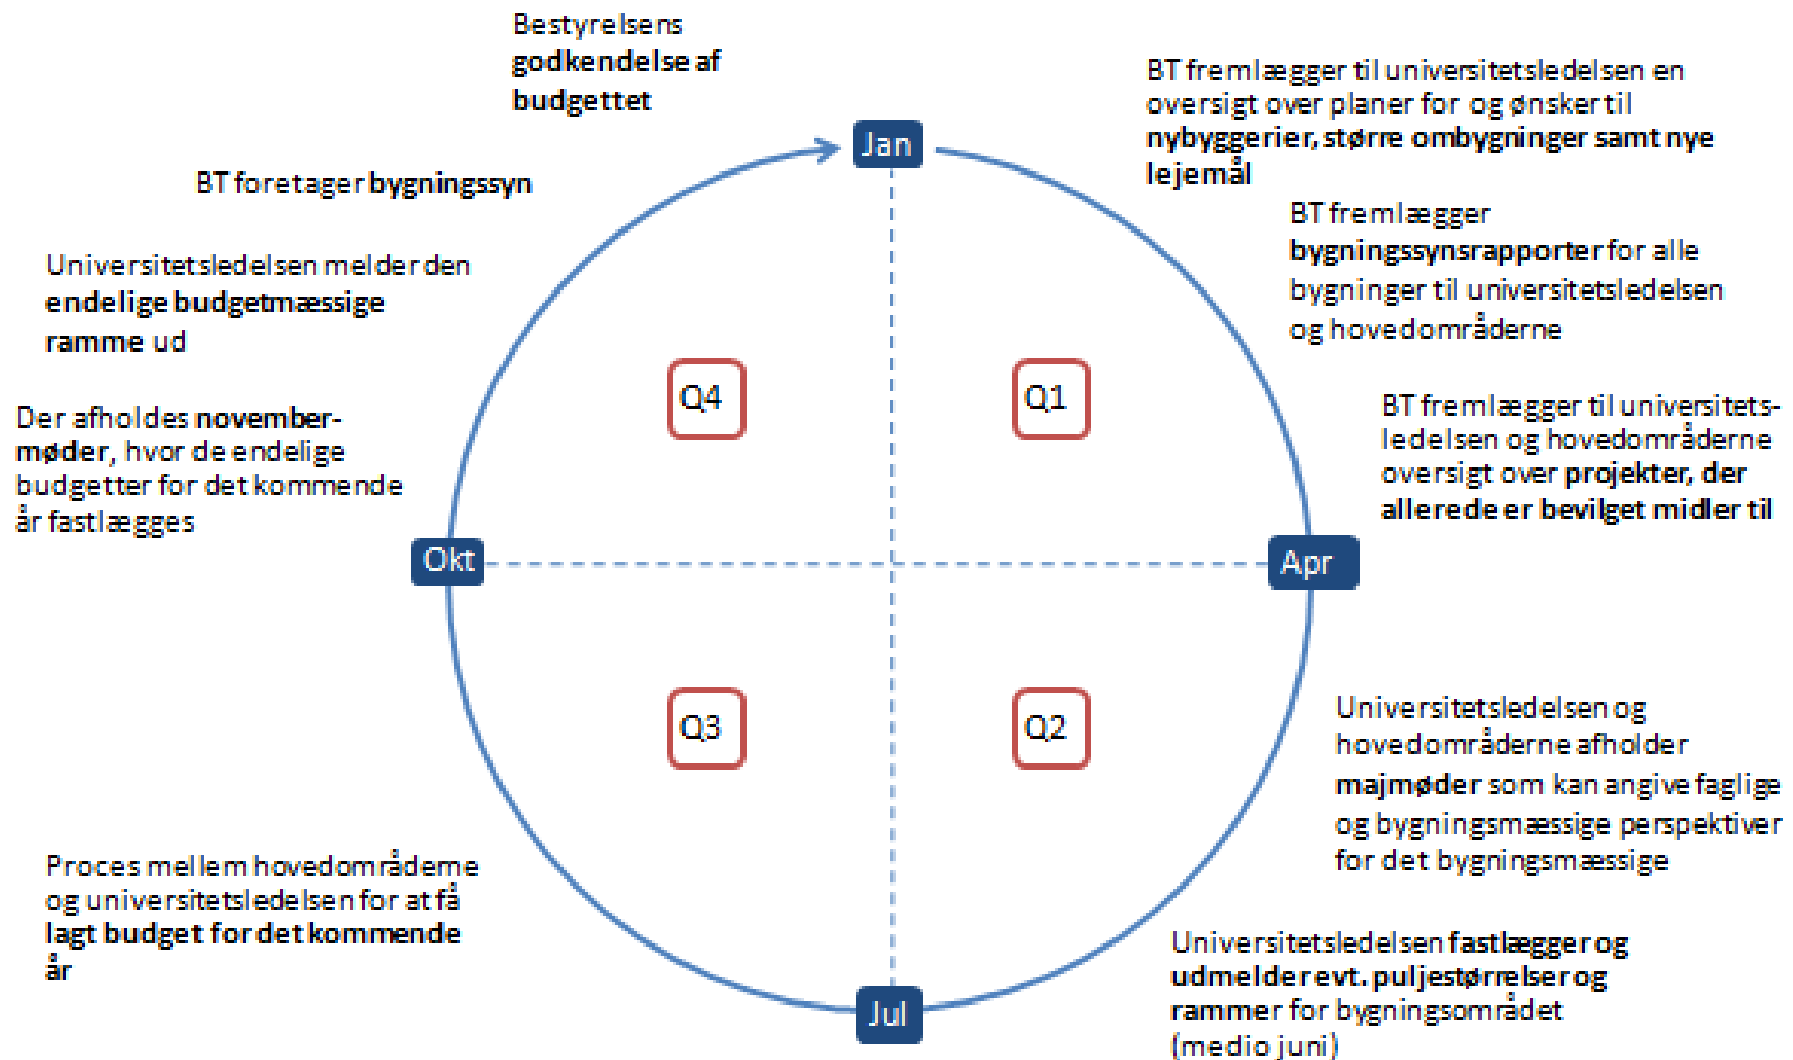 Bestyrelsens
godkendelse af
budgettet
BT fremlægger til universitetsledelsen en
oversigt over planer for og ønsker til
nybyggerier, større ombygninger samt nye
lejemål
Jan
BT foretager bygningssyn
BT fremlægger
bygningssynsrapporter for alle
bygninger til universitetsledelsen
og hovedområderne
Universitetsledelsen melder den
endelige budgetmæssige
ramme ud
Q4
Q1
Der afholdes november-
møder, hvor de endelige
budgetter for det kommende
år fastlægges
BT fremlægger til universitets-
ledelsen og hovedområderne
oversigt over projekter, der
allerede er bevilget midler til
Okt
Apr
Q3
Q2
Universitetsledelsen og
hovedområderne afholder
majmøder som kan angive faglige
og bygningsmæssige perspektiver
for det bygningsmæssige
Proces mellem hovedområderne
og universitetsledelsen for at få
lagt budget for det kommende
år
Universitetsledelsen fastlægger og
udmelder evt. puljestørrelser og
rammer for bygningsområdet
(medio juni)
Jul